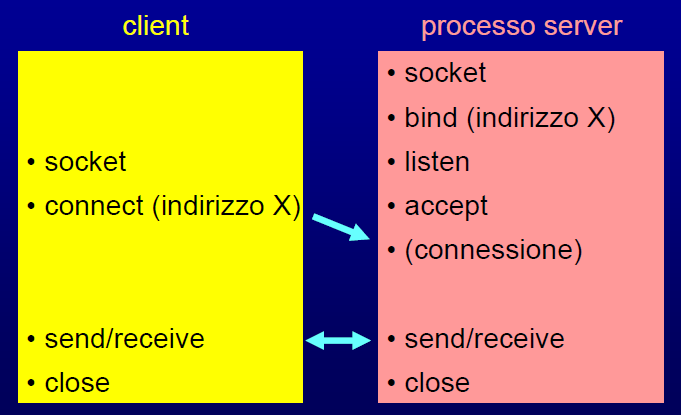 client
• socket
• connect (indirizzo X)
• send/receive
• close
processo server
• socket
• bind (indirizzo X)
• listen
• accept
• (connessione)
• send/receive
• close